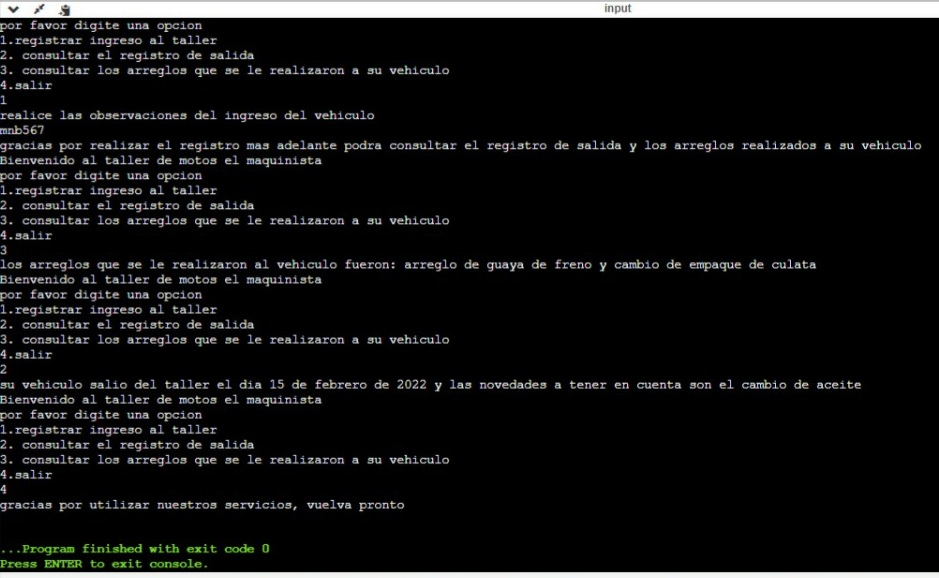 input
por favor digite una opcion
1.registrar ingreso al taller
2. consultar el registro de salida
3. consultar los arreglos que se le realizaron a su vehiculo
4.salir
1
realice las observaciones del ingreso del vehiculo
mnb567
gracias por realizar el registro mas adelante podra consultar el registro de salida y los arreglos realizados a su vehiculo
Bienvenido al taller de motos el maquinista
por favor digite una opcion
1.registrar ingreso al taller
2. consultar el registro de salida
3. consultar los arreglos que se le realizaron a su vehiculo
4.salir
3
los arreglos que se le realizaron al vehiculo fueron: arreglo de guaya de freno y cambio de empaque de culata
Bienvenido al taller de motos el maquinista
por favor digite una opcion
1.registrar ingreso al taller
2. consultar el registro de salida
3. consultar los arreglos que se le realizaron a su vehiculo
4.salir
2
su vehiculo salio del taller el dia 15 de febrero de 2022 y las novedades a tener en cuenta son el cambio de aceite
Bienvenido al taller de motos el maquinista
por favor digite una opcion
1.registrar ingreso al taller
2. consultar el registro de salida
3. consultar los arreglos que se le realizaron a su vehiculo
4.salir
4
gracias por utilizar nuestros servicios, vuelva pronto
...Program finished with exit code 0
Press ENTER to exit console.